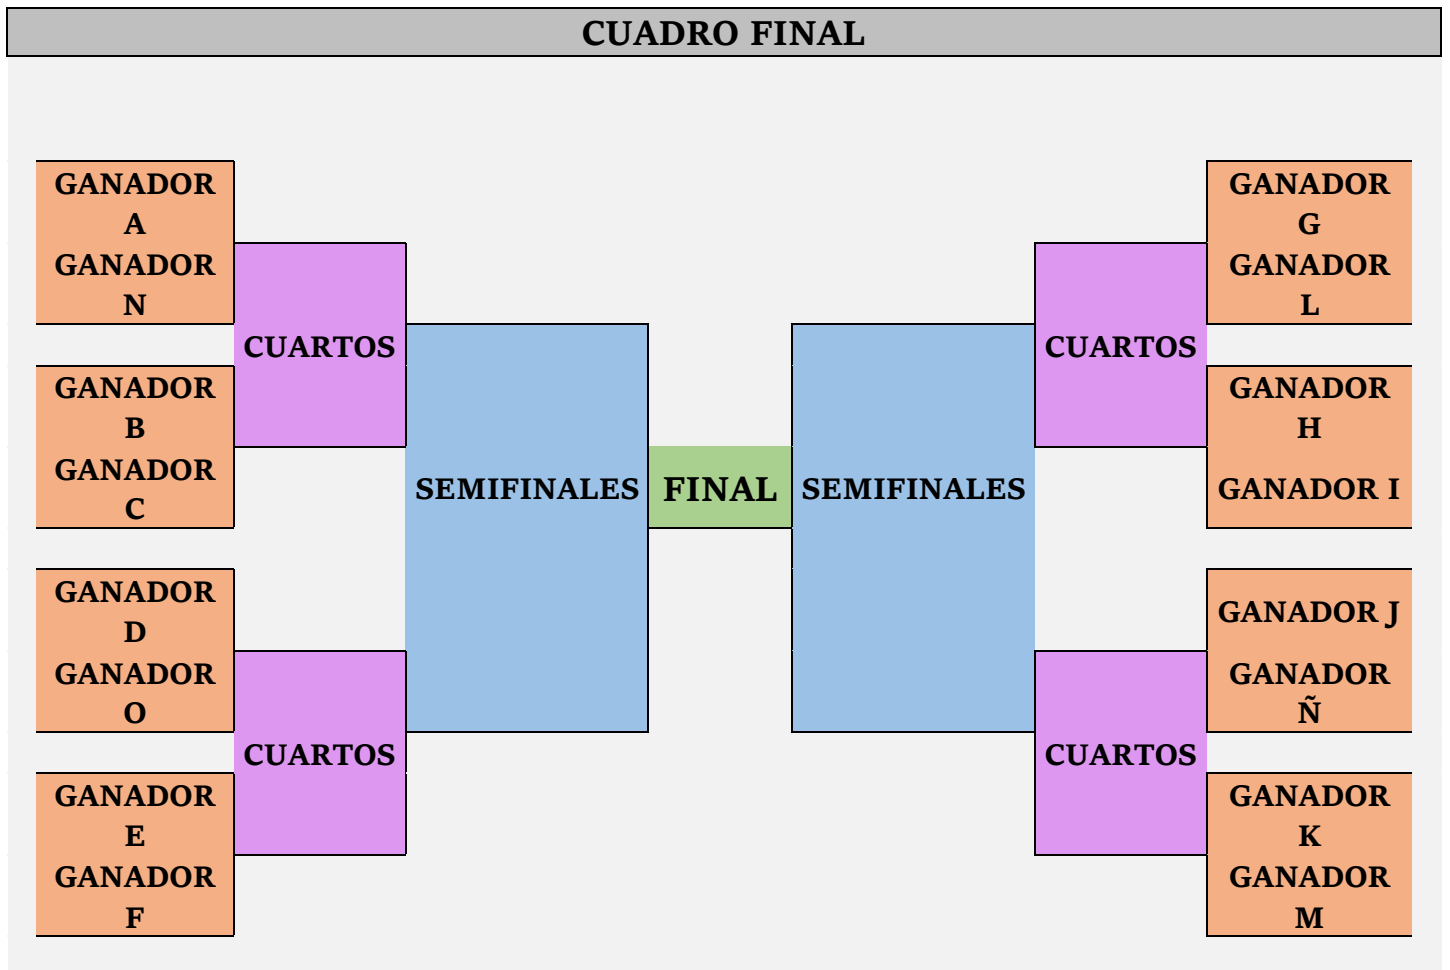 CUADRO FINAL
GANADOR
A
GANADOR
N
CUARTOS
GANADOR
B
GANADOR
C
SEMIFINALES
GANADOR
D
GANADOR
O
CUARTOS
GANADOR
E
GANADOR
F
FINAL
SEMIFINALES
GANADOR
G
GANADOR
L
CUARTOS
GANADOR
H
GANADOR I
GANADOR J
GANADOR
Ñ
CUARTOS
GANADOR
K
GANADOR
M